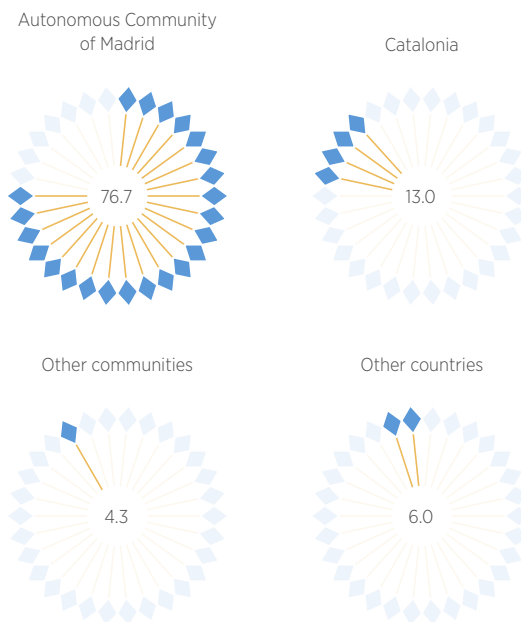 Autonomous Community
of Madrid
76.7
Catalonia
13.0
Other communities
4.3
Other countries
6.0